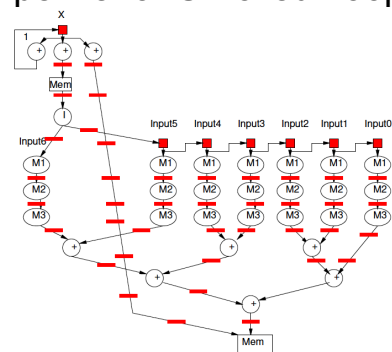 X
1
+ + +
Mem
I
Input5 Input4 Input3 Input2 Input1 Input0
Input6
M1 M1 M1 M1 M1 M1 M1
M2 M2 M2 M2 M2 M2 M2
M3 M3 M3 M3 M3 M3 M3
+ + +
+ +
+
Mem